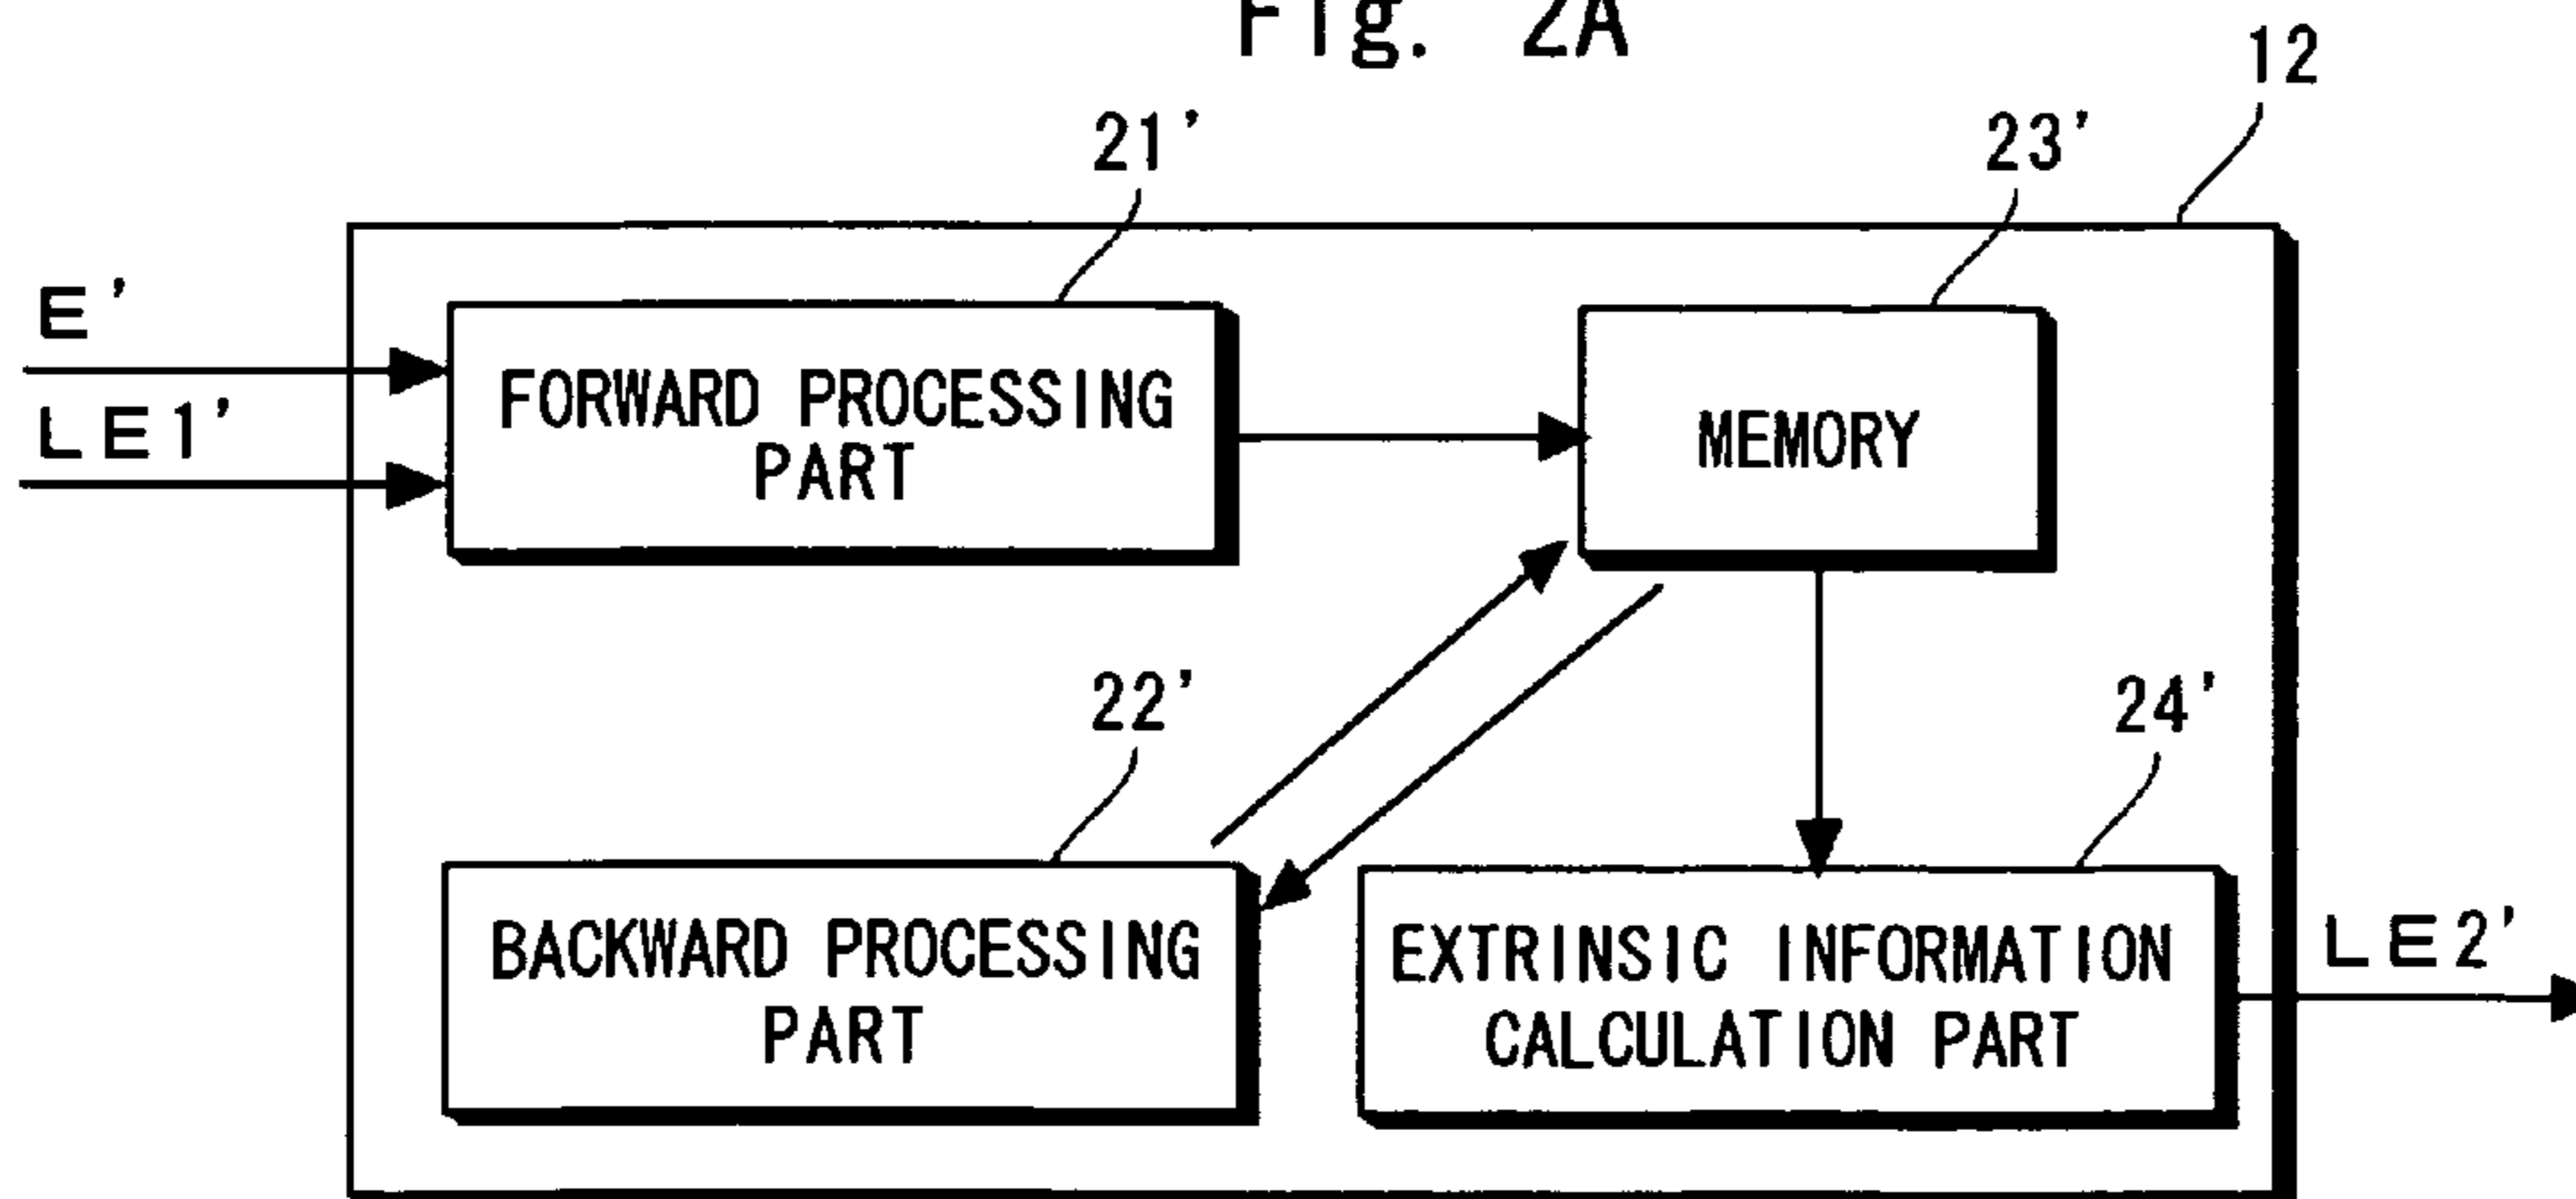 Fig. 2A
12
21'
23'
E'
LE1'
FORWARD PROCESSING
PART
MEMORY
22'
24'
BACKWARD PROCESSING
PART
EXTRINSIC INFORMATION
CALCULATION PART
LE2'